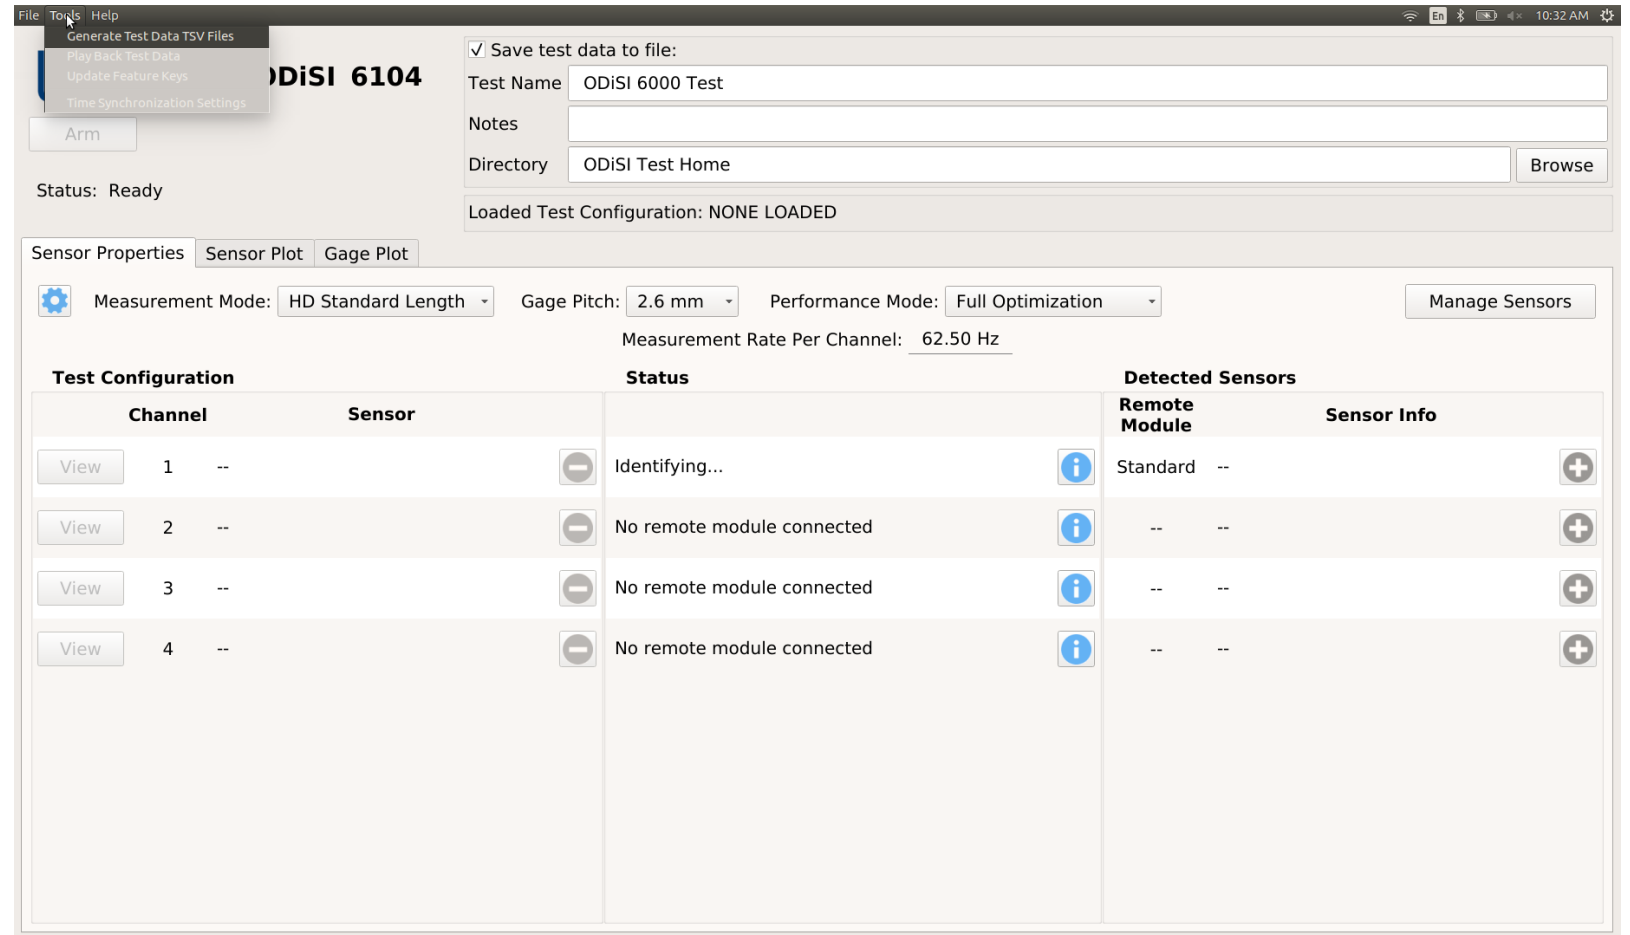 File Tools Help
En 10:32 AM
Generate Test Data TSV Files
Play Back Test Data
Update Feature Keys
Time Synchronization Settings
ODiSI 6104
Arm
Status: Ready
Save test data to file:
Test Name ODiSI 6000 Test
Notes
Directory ODiSI Test Home Browse
Loaded Test Configuration: NONE LOADED
Sensor Properties Sensor Plot Gage Plot
Measurement Mode: HD Standard Length Gage Pitch: 2.6 mm Performance Mode: Full Optimization Manage Sensors
Measurement Rate Per Channel: 62.50 Hz
Test Configuration Status Detected Sensors
Channel Sensor Remote Module Sensor Info
View 1 -- Identifying... Standard --
View 2 -- No remote module connected -- --
View 3 -- No remote module connected -- --
View 4 -- No remote module connected -- --